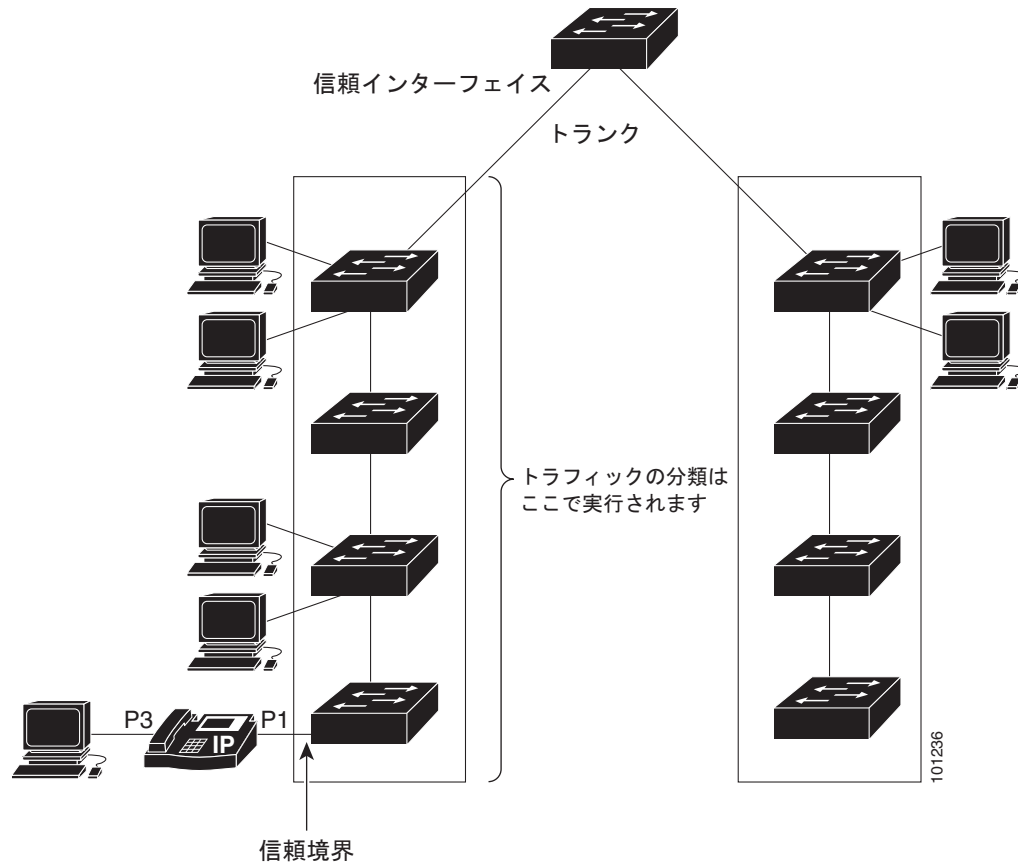 信頼インターフェイス
トランク
トラフィックの分類は
ここで実行されます
P3
IP
P1
101236
信頼境界